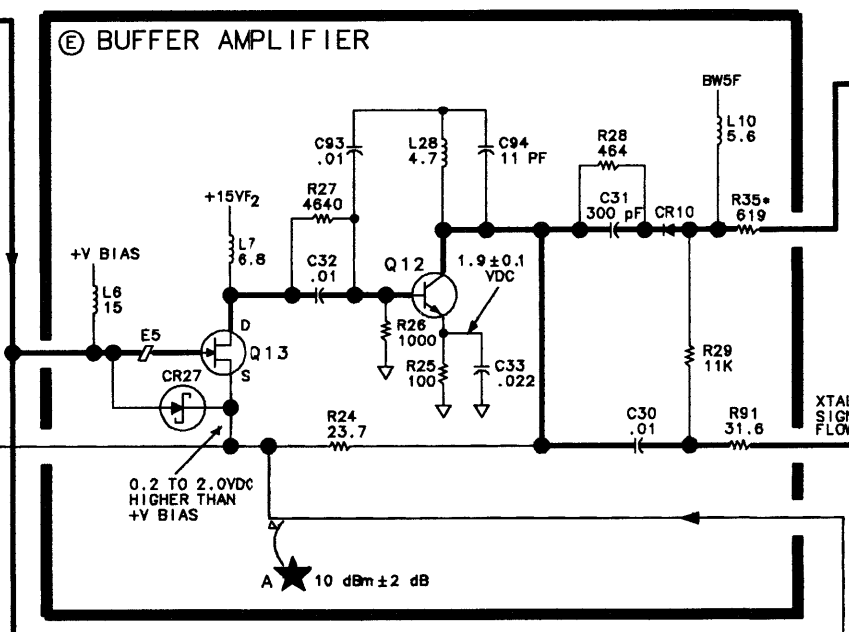 Ⓔ BUFFER AMPLIFIER
BW5F
L10
5.6
C93
.01
L28
4.7
C94
11 PF
R28
464
R27
4640
C31
300 pF
CR10
R35*
619
+15VF2
L7
6.8
+V BIAS
L6
15
C32
.01
Q12
1.9±0.1
VDC
E5
D
Q13
S
R26
1000
R25
100
C33
.022
R29
11K
CR27
R24
23.7
C30
.01
R91
31.6
XTAL
SIGN
FLOW
0.2 TO 2.0VDC
HIGHER THAN
+V BIAS
A
10 dBm±2 dB